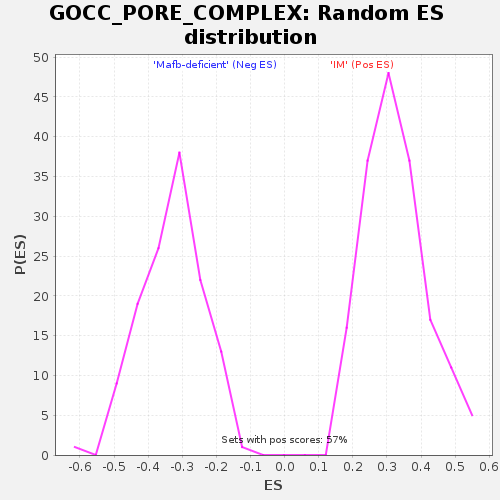 GOCC_PORE_COMPLEX: Random ES
distribution
'Mafb-deficient' (Neg ES) 'IM' (Pos ES)
50
45
40
35
30
25
20
15
10
5
0
P(ES)
Sets with pos scores: 57%
-0.6 -0.5 -0.4 -0.3 -0.2 -0.1 0.0 0.1 0.2 0.3 0.4 0.5 0.6
ES